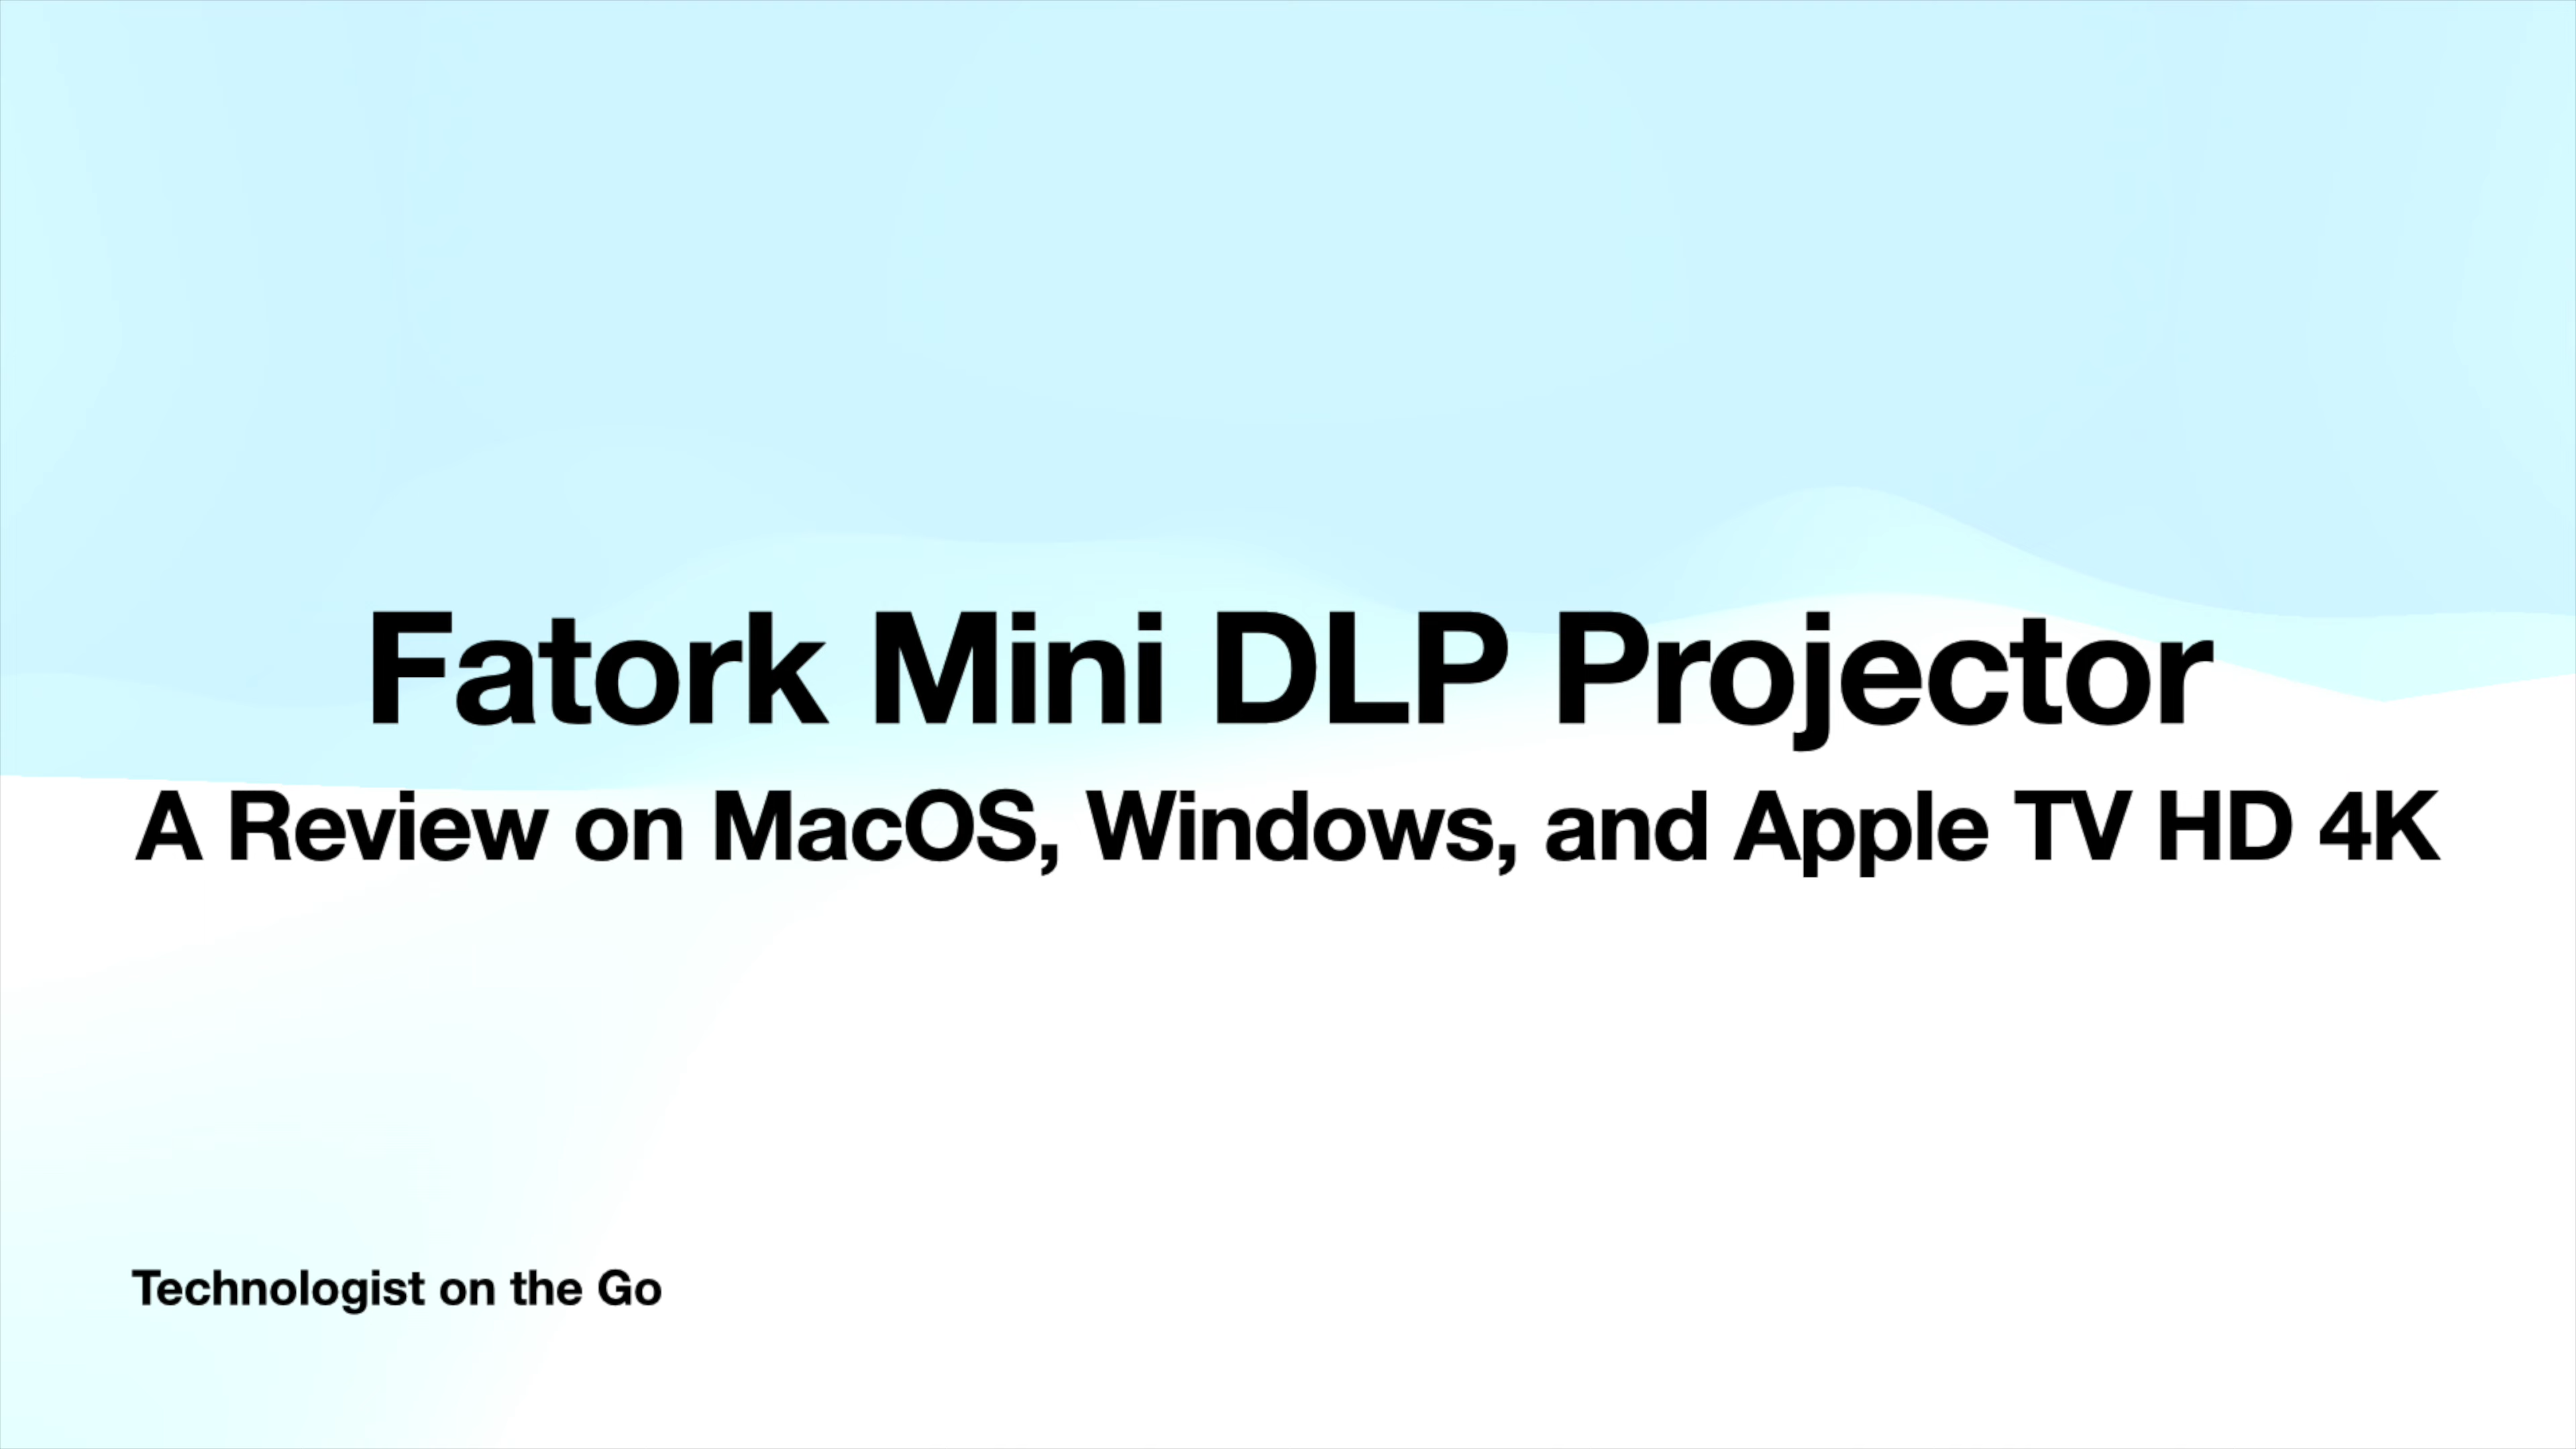 Fatork Mini DLP Projector
A Review on MacOS, Windows, and Apple TV HD 4K
Technologist on the Go